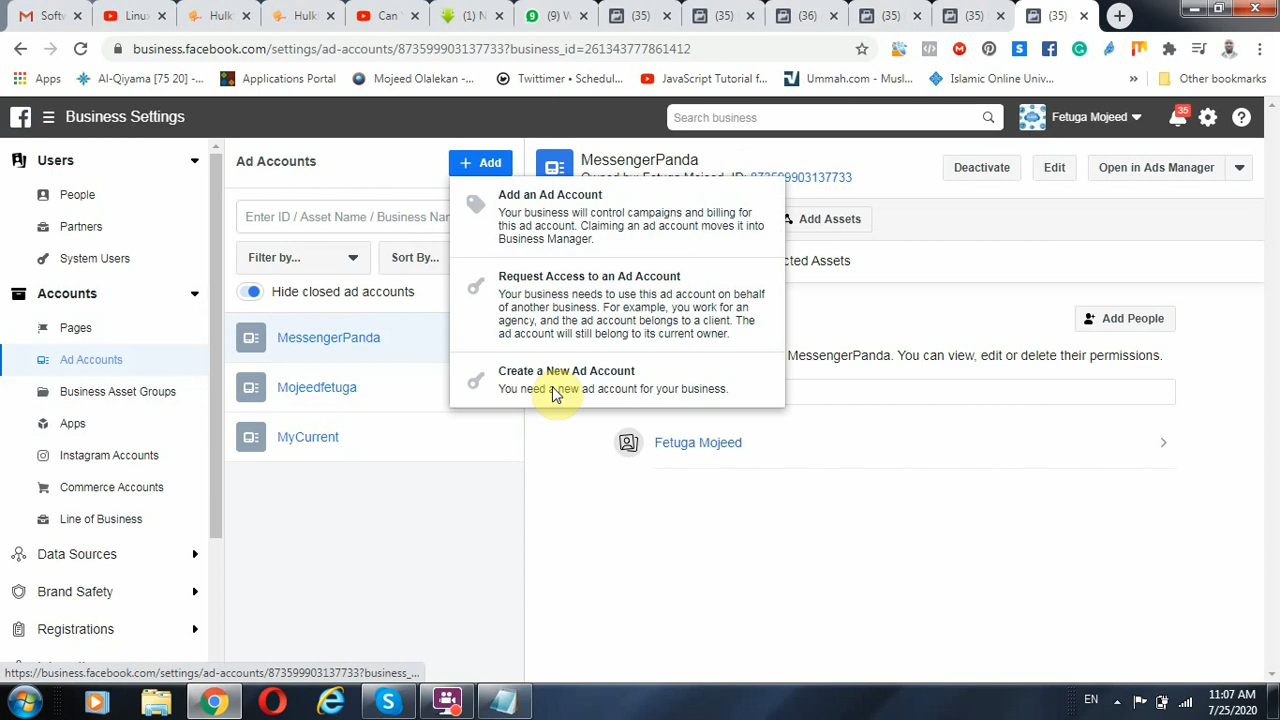 Softw
Linux
Hulk
Hulk
Can
(1) N
(9)
(35)
(35)
(36)
(35)
(35)
(35)
business.facebook.com/settings/ad-accounts/873599903137733?business_id=261343777861412
Apps
Al-Qiyama [75 20] -...
Applications Portal
Mojeed Olalekan -...
Twittimer • Schedul...
JavaScript Tutorial f...
Ummah.com - Musl...
Islamic Online Univ...
»
Other bookmarks
Business Settings
Search business
Fetuga Mojeed
35
Users
People
Partners
System Users
Accounts
Pages
Ad Accounts
Business Asset Groups
Apps
Instagram Accounts
Commerce Accounts
Line of Business
Data Sources
Brand Safety
Registrations
Ad Accounts
+ Add
Enter ID / Asset Name / Business Nar
Filter by...
Sort By...
Hide closed ad accounts
MessengerPanda
Mojeedfetuga
MyCurrent
Add an Ad Account
Your business will control campaigns and billing for
this ad account. Claiming an ad account moves it into
Business Manager.
Request Access to an Ad Account
Your business needs to use this ad account on behalf
of another business. For example, you work for an
agency, and the ad account belongs to a client. The
ad account will still belong to its current owner.
Create a New Ad Account
You need a new ad account for your business.
MessengerPanda
Owned by: Fetuga Mojeed ID: 873599903137733
Deactivate
Edit
Open in Ads Manager
Add Assets
cted Assets
Add People
MessengerPanda. You can view, edit or delete their permissions.
Fetuga Mojeed
https://business.facebook.com/settings/ad-accounts/873599903137733?business_...
EN
11:07 AM
7/25/2020